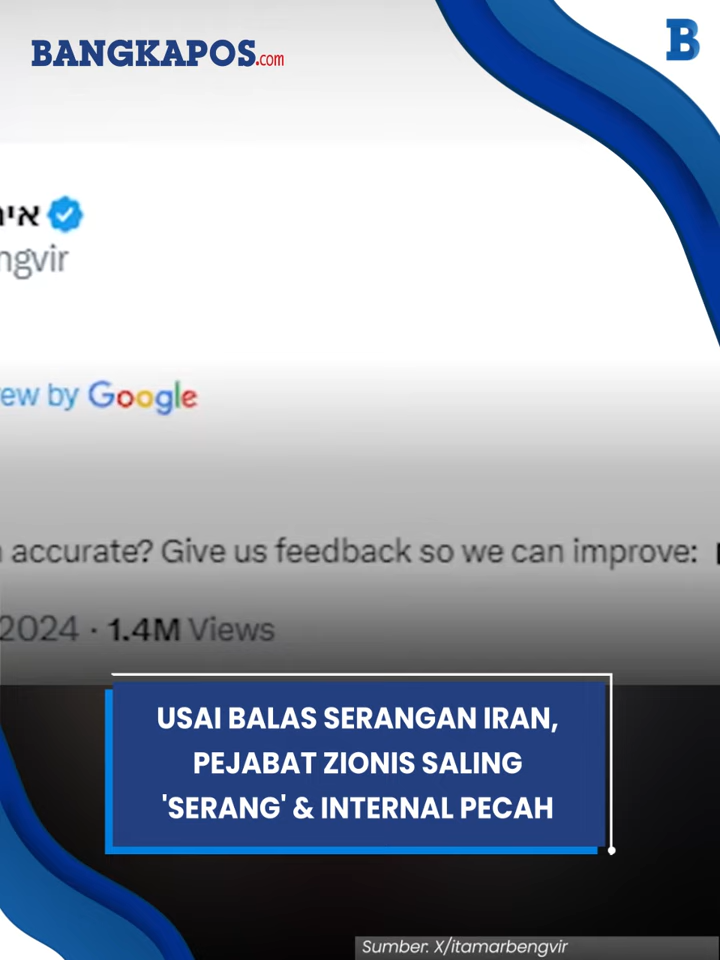 BANGKAPOS.com
B
ngvir
by Google
accurate? Give us feedback so we can improve:
2024 · 1.4M Views
USAI BALAS SERANGAN IRAN,
PEJABAT ZIONIS SALING
'SERANG' & INTERNAL PECAH
Sumber: X/itamarbengvir